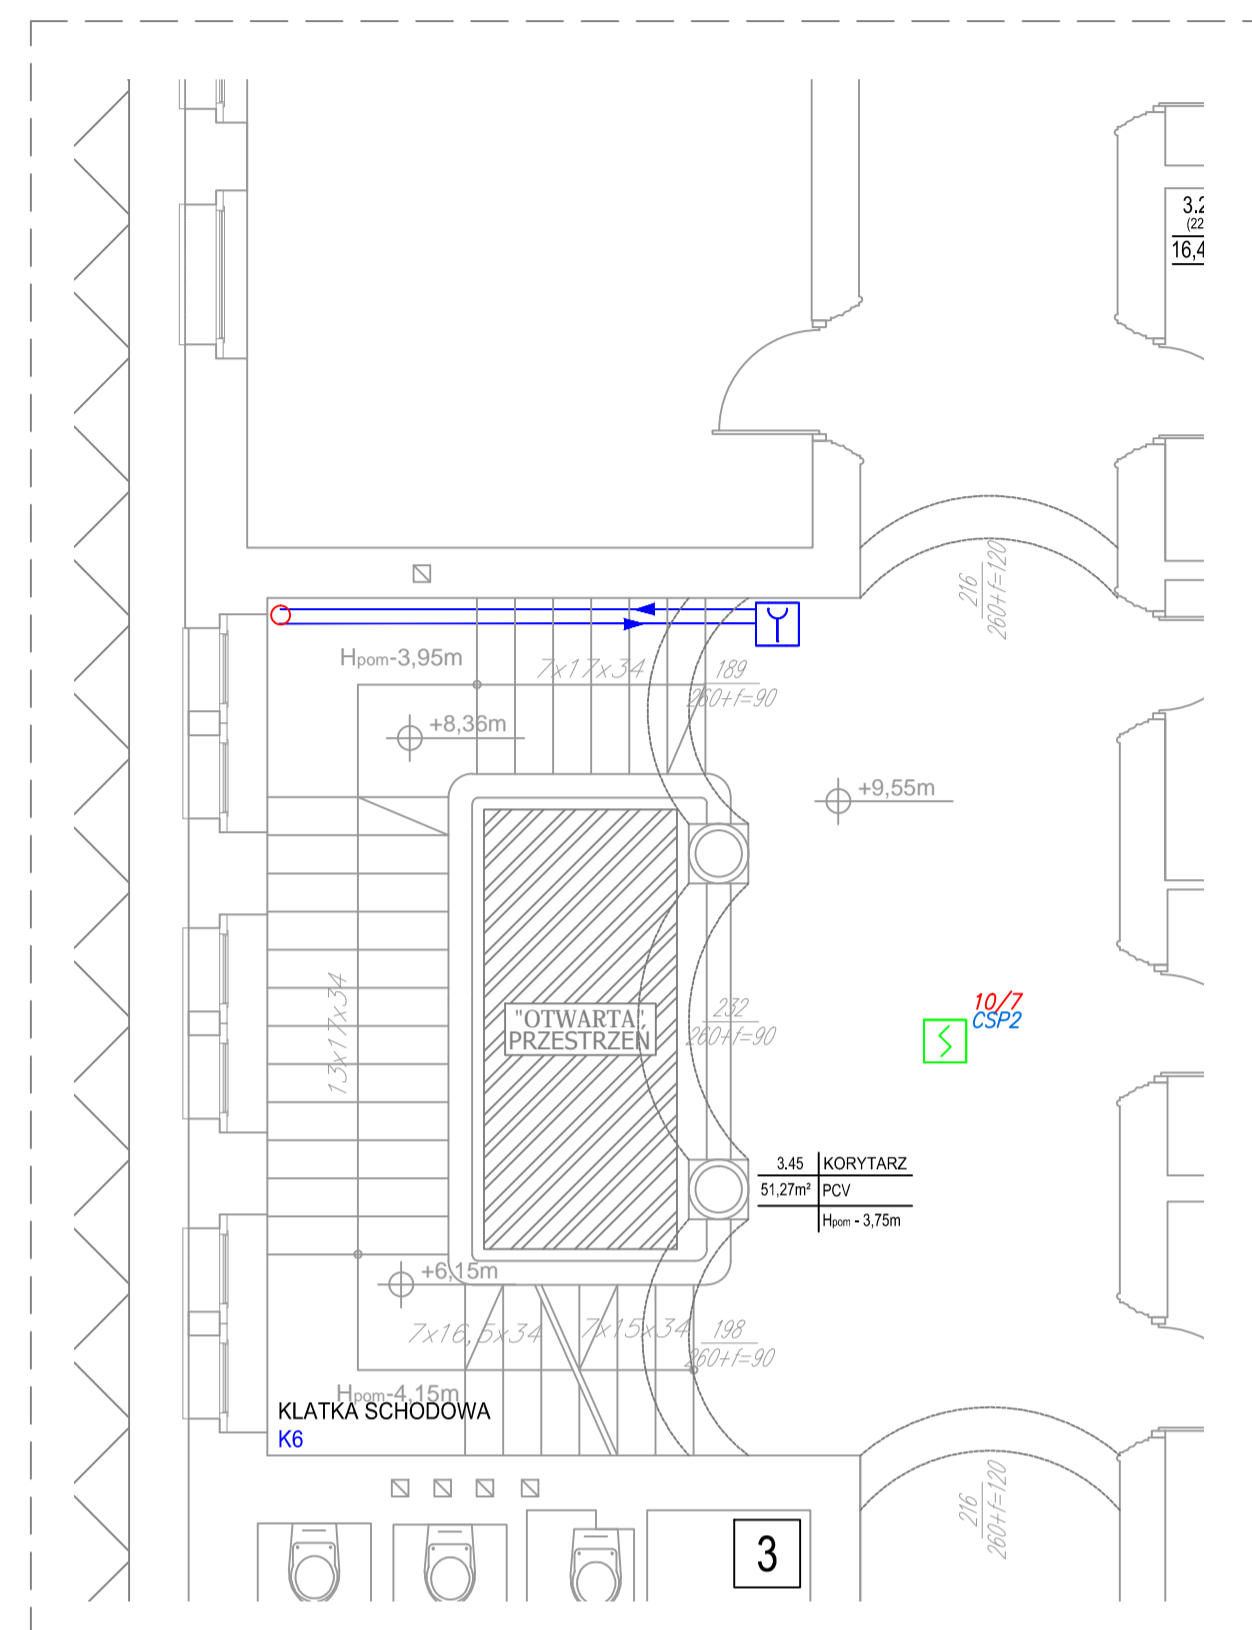 3.2
(22
16,4
216
260+f=120
Hpom-3,95m
7x17x34
189
260+f=90
+8,36m
+9,55m
13x17x34
"OTWARTA"
PRZESTRZEŃ
232
260+f=90
10/7
CSP2
3.45 KORYTARZ
51,27m² PCV
Hpom - 3,75m
+6,15m
7x16,5x34
7x15x34
198
260+f=90
Hpom-4,15m
KLATKA SCHODOWA
K6
216
260+f=120
3